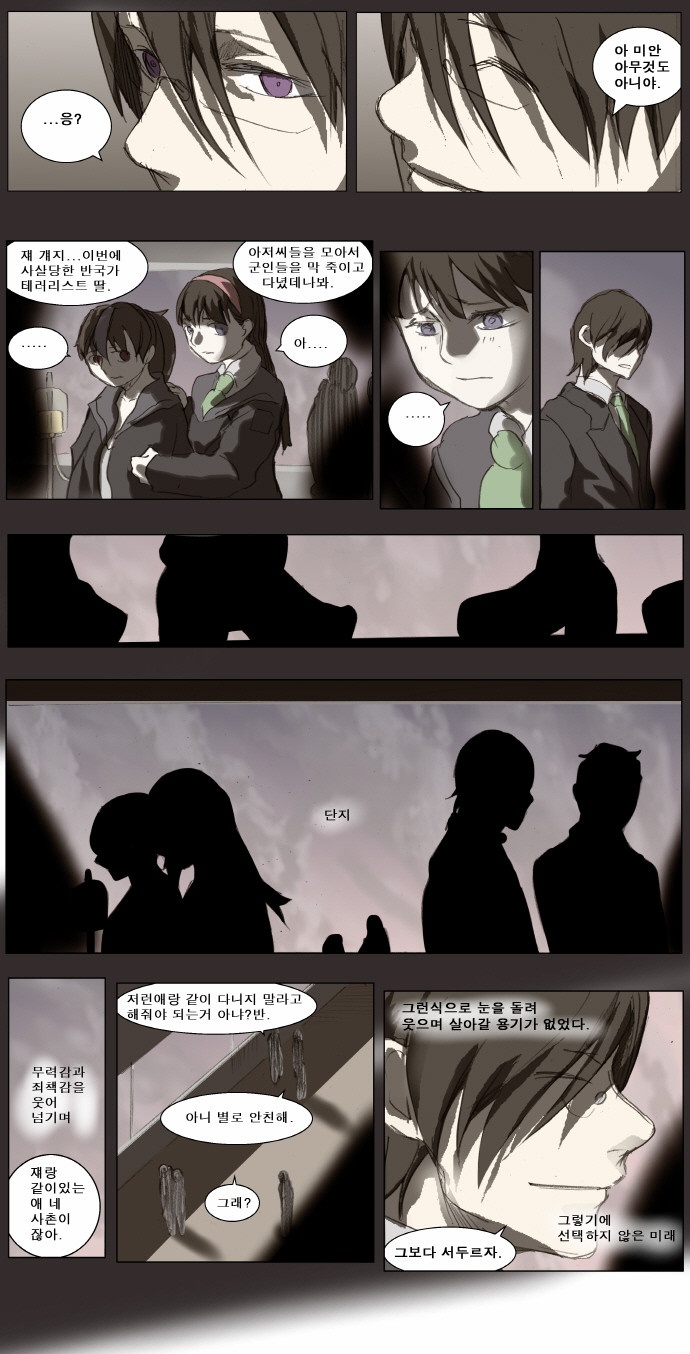 ...응?
아 미안
아무것도
아니야.
쟤 걔지...이번에
사살당한 반국가
테러리스트 딸.
아저씨들을 모아서
군인들을 막 죽이고
다녔데나봐.
.....
아....
.....
단지
무력감과
죄책감을
웃어
넘기며
재랑
같이있는
애 네
사촌이
잖아.
저런애랑 같이 다니지 말라고
해줘야 되는거 아냐?반.
아니 별로 안친해.
그래?
그런식으로 눈을 돌려
웃으며 살아갈 용기가 없었다.
그렇기에
선택하지 않은 미래
그보다 서두르자.